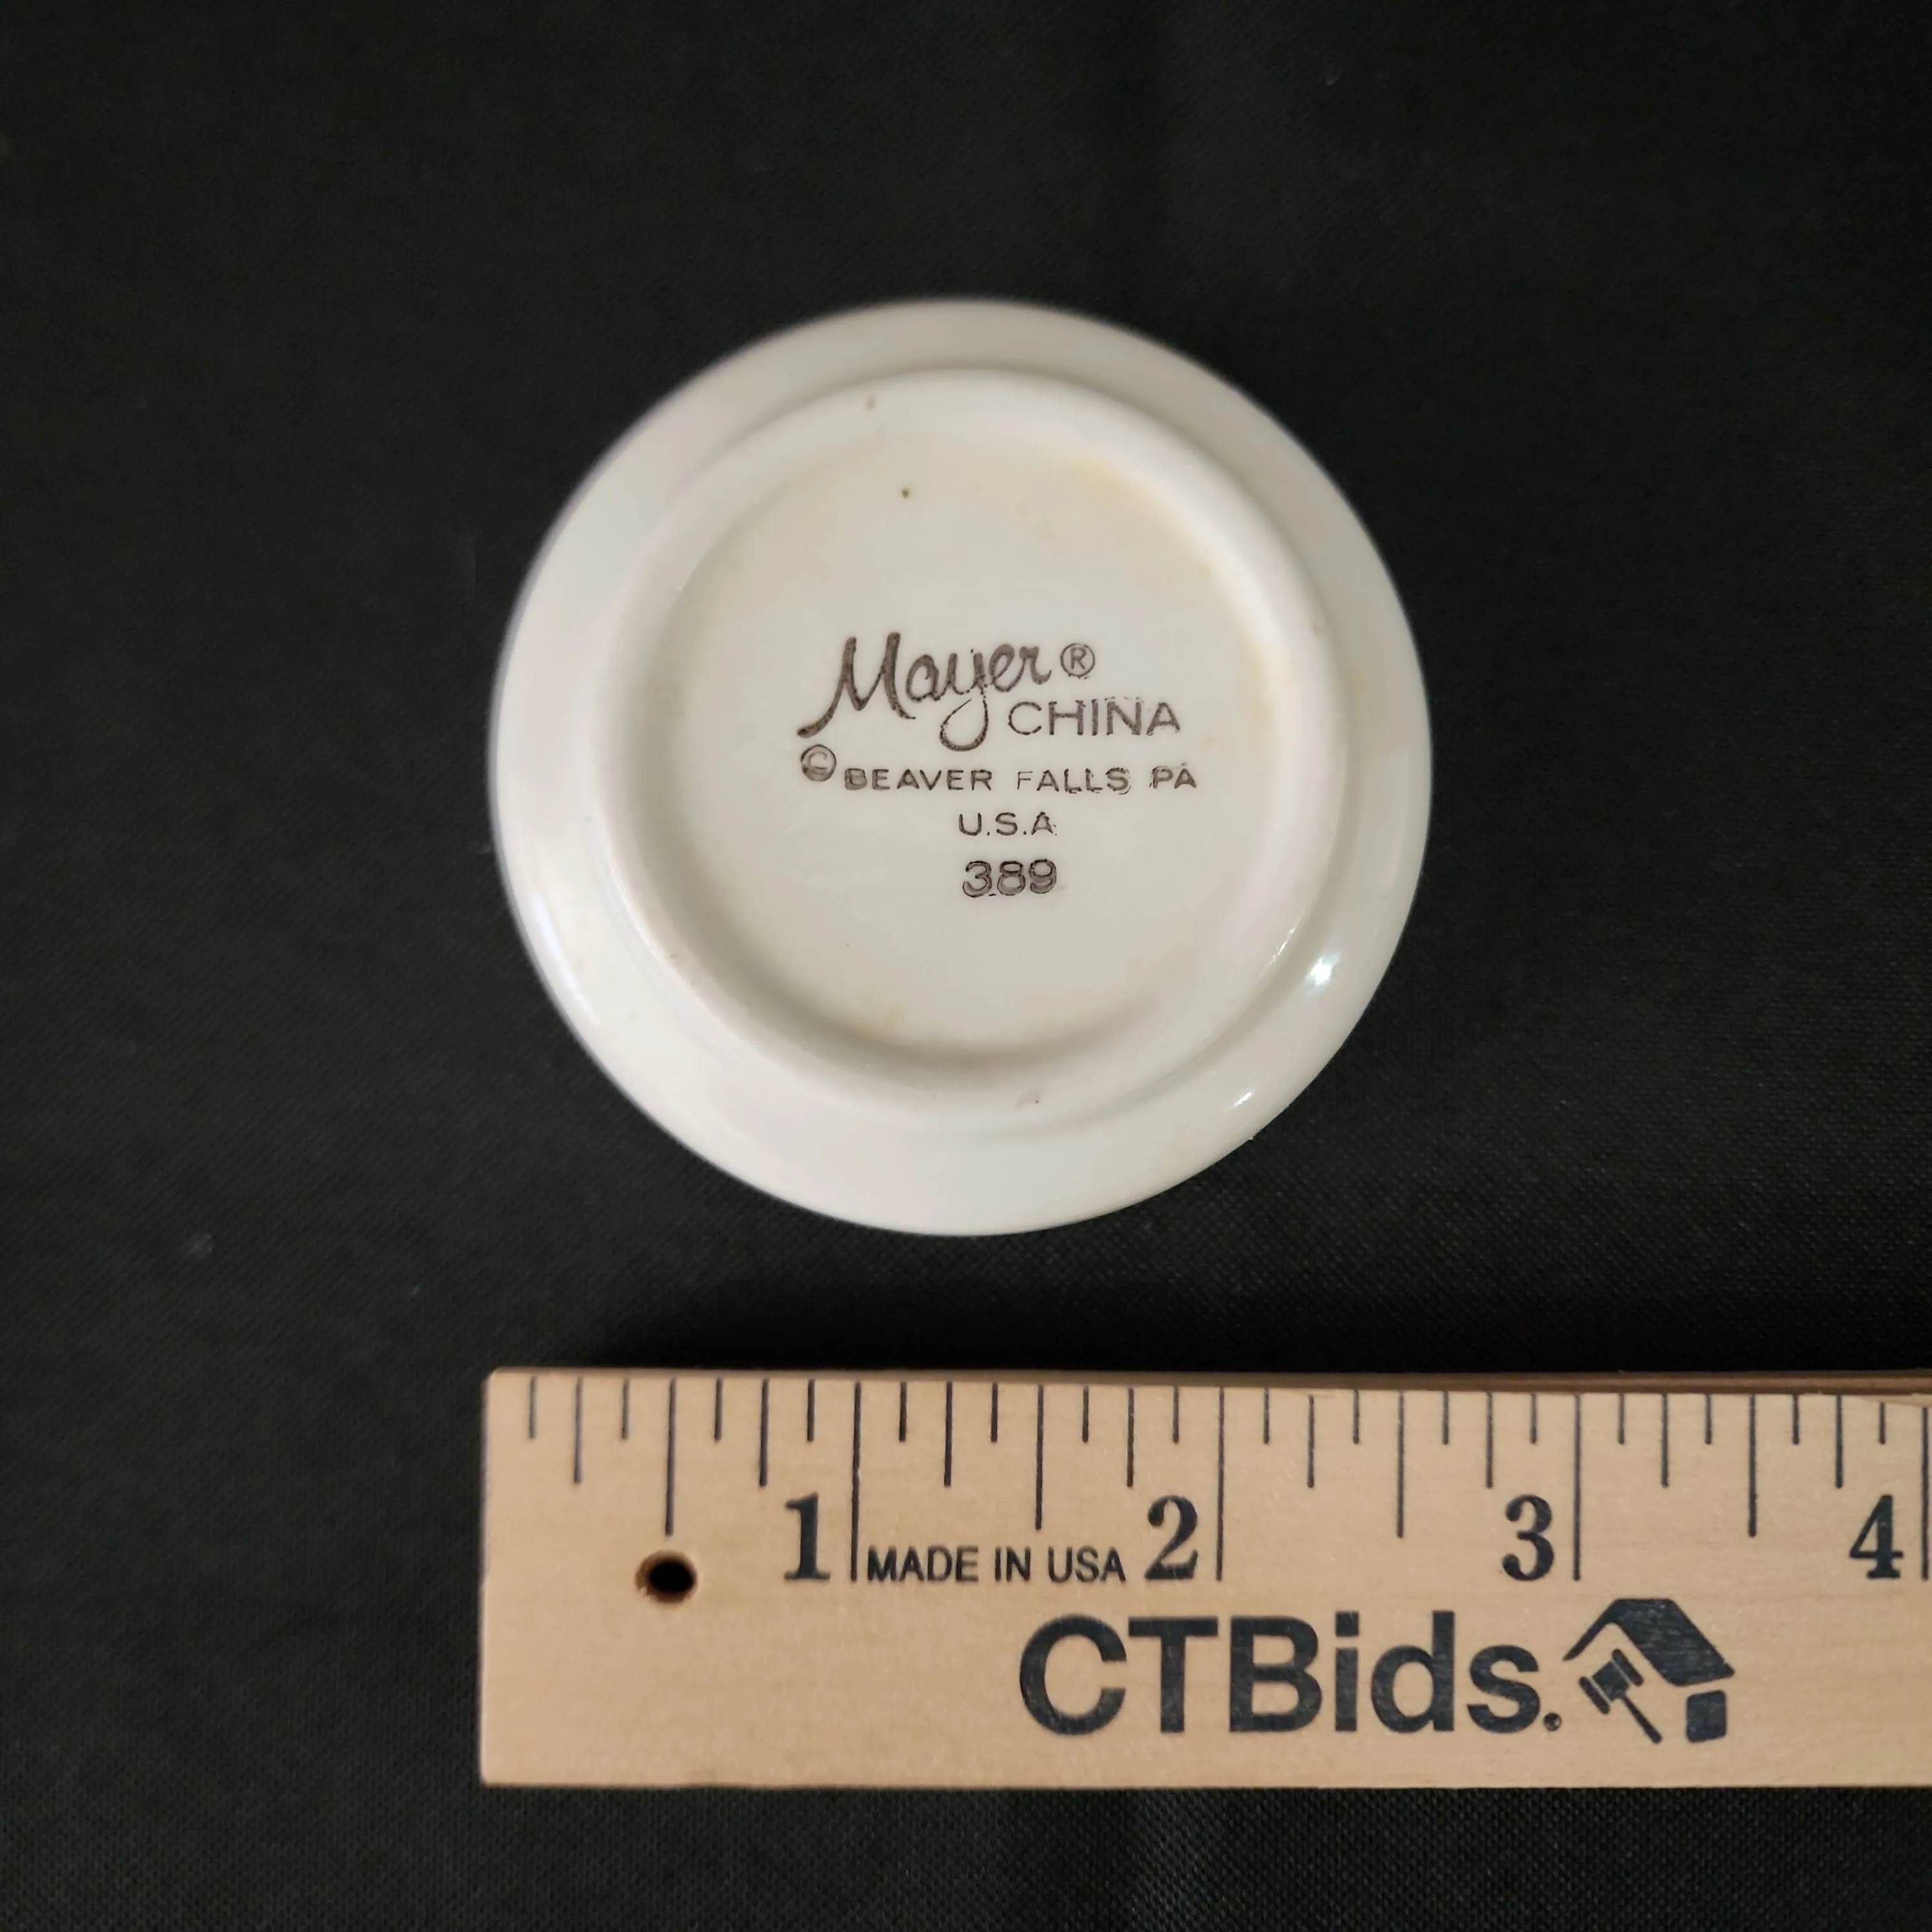 Mayer®
CHINA
© BEAVER FALLS PA
U.S.A.
389
1 MADE IN USA 2 3 4
CTBids.